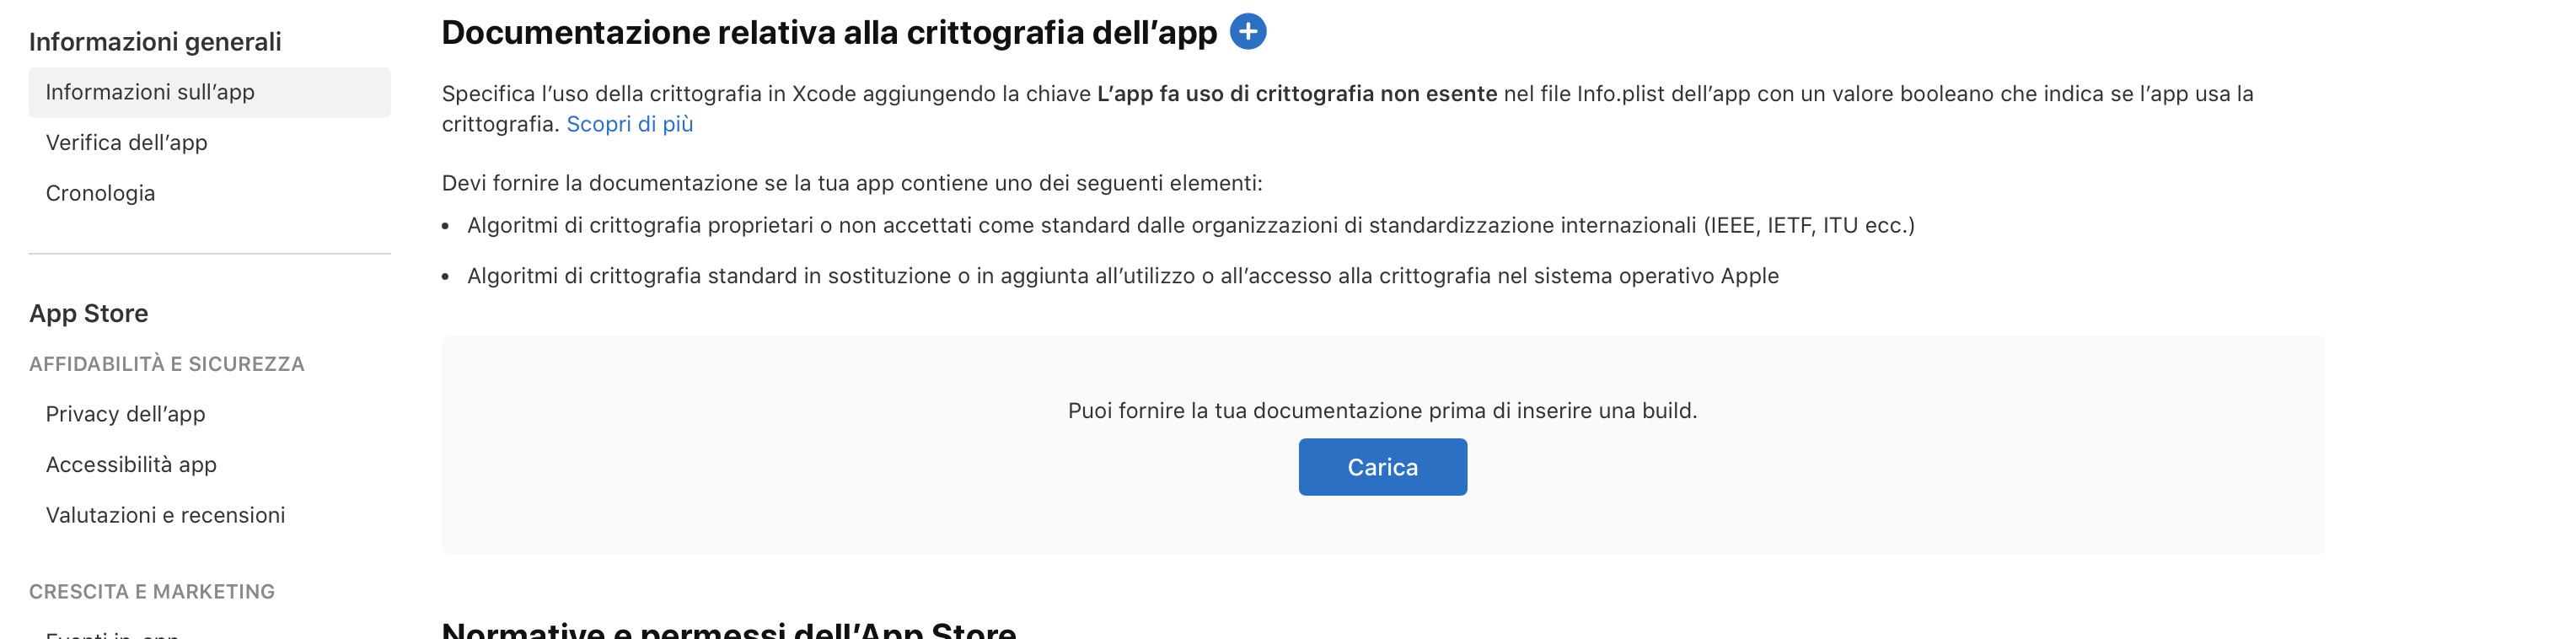 Informazioni generali
Informazioni sull’app
Verifica dell’app
Cronologia
App Store
AFFIDABILITÀ E SICUREZZA
Privacy dell’app
Accessibilità app
Valutazioni e recensioni
CRESCITA E MARKETING
Eventi in-app
Documentazione relativa alla crittografia dell’app
Specifica l’uso della crittografia in Xcode aggiungendo la chiave L’app fa uso di crittografia non esente nel file Info.plist dell’app con un valore booleano che indica se l’app usa la
crittografia. Scopri di più
Devi fornire la documentazione se la tua app contiene uno dei seguenti elementi:
• Algoritmi di crittografia proprietari o non accettati come standard dalle organizzazioni di standardizzazione internazionali (IEEE, IETF, ITU ecc.)
• Algoritmi di crittografia standard in sostituzione o in aggiunta all’utilizzo o all’accesso alla crittografia nel sistema operativo Apple
Puoi fornire la tua documentazione prima di inserire una build.
Carica
Normative e permessi dell’App Store